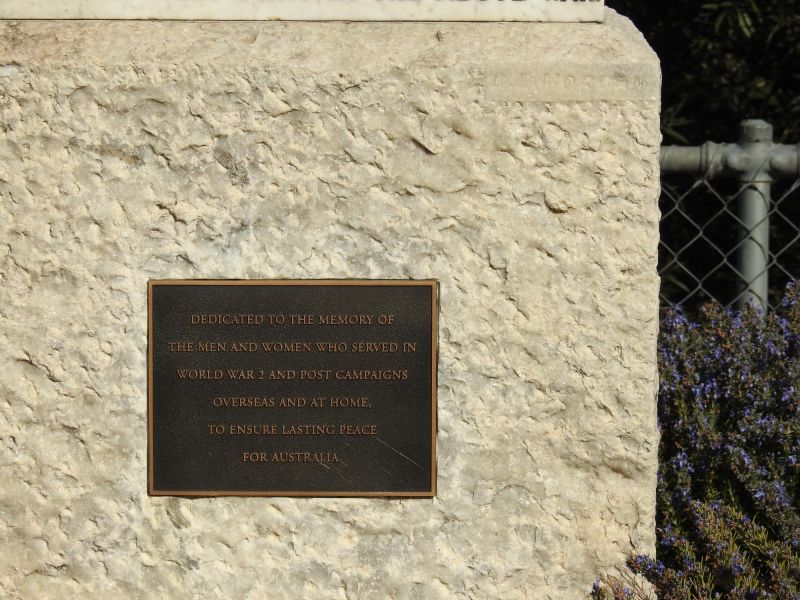 DEDICATED TO THE MEMORY OF
THE MEN AND WOMEN WHO SERVED IN
WORLD WAR 2 AND POST CAMPAIGNS
OVERSEAS AND AT HOME,
TO ENSURE LASTING PEACE
FOR AUSTRALIA.